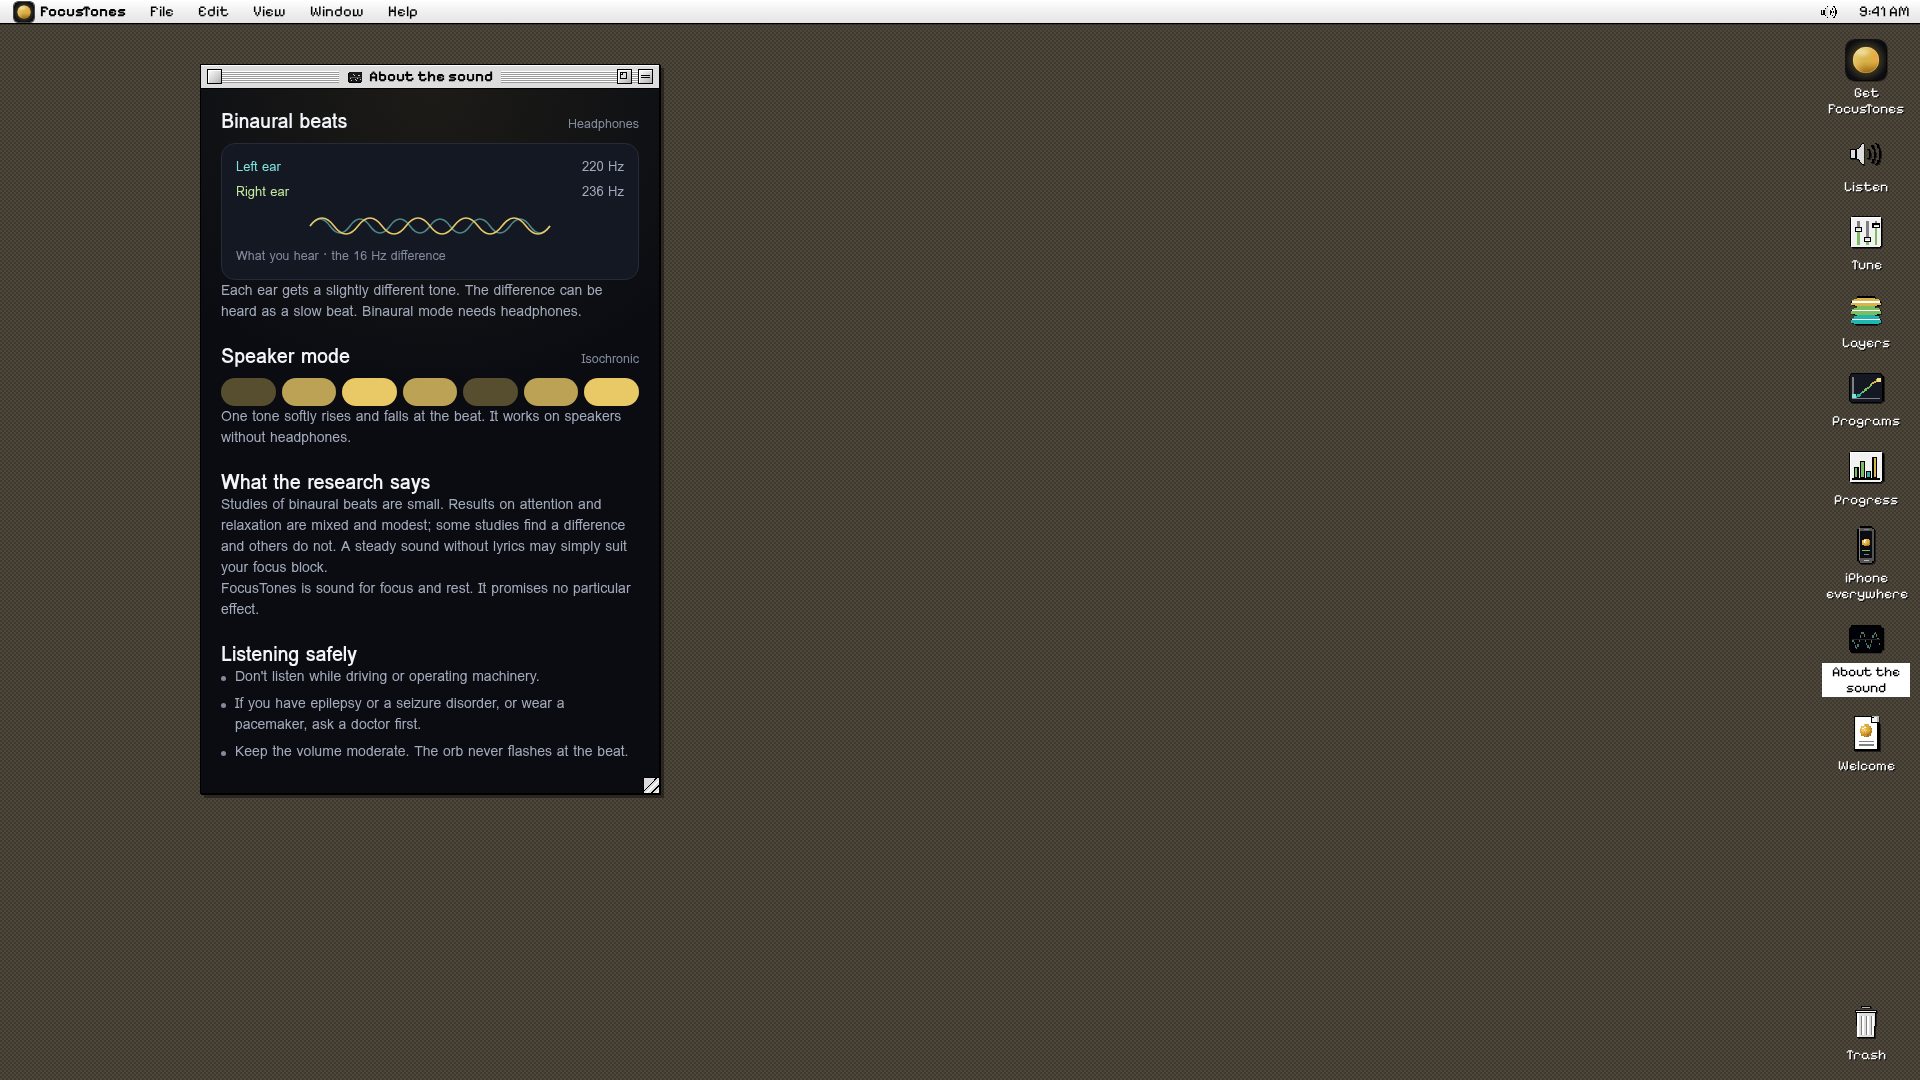 FocusTones File Edit View Window Help 9:41 AM
About the sound
Binaural beats Headphones
Left ear 220 Hz
Right ear 236 Hz
What you hear · the 16 Hz difference
Each ear gets a slightly different tone. The difference can be
heard as a slow beat. Binaural mode needs headphones.
Speaker mode Isochronic
One tone softly rises and falls at the beat. It works on speakers
without headphones.
What the research says
Studies of binaural beats are small. Results on attention and
relaxation are mixed and modest; some studies find a difference
and others do not. A steady sound without lyrics may simply suit
your focus block.
FocusTones is sound for focus and rest. It promises no particular
effect.
Listening safely
• Don't listen while driving or operating machinery.
• If you have epilepsy or a seizure disorder, or wear a
pacemaker, ask a doctor first.
• Keep the volume moderate. The orb never flashes at the beat.
Get
FocusTones
Listen
Tune
Layers
Programs
Progress
iPhone
everywhere
About the
sound
Welcome
Trash